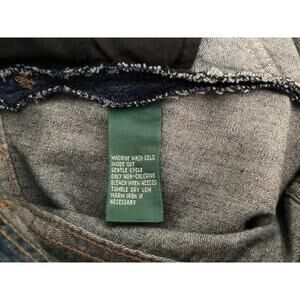 MACHINE WASH COLD
INSIDE OUT
GENTLE CYCLE
ONLY NON-CHLORINE
BLEACH WHEN NEEDED
TUMBLE DRY LOW
WARM IRON IF
NECESSARY